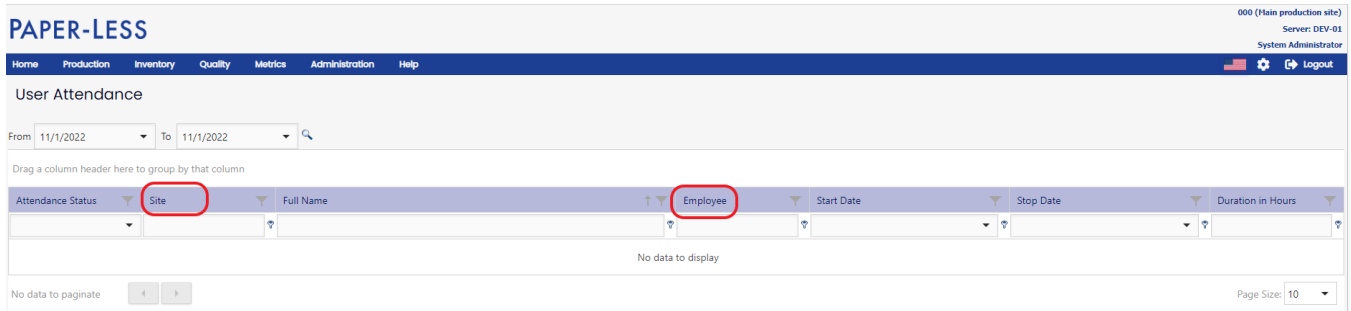 000 (Main production site)
PAPER-LESS
Server: DEV-01
System Administrator
Home Production Inventory Quality Metrics Administration Help Logout
User Attendance
From 11/1/2022 To 11/1/2022
Drag a column header here to group by that column
Attendance Status Site Full Name Employee Start Date Stop Date Duration in Hours
No data to display
No data to paginate Page Size: 10